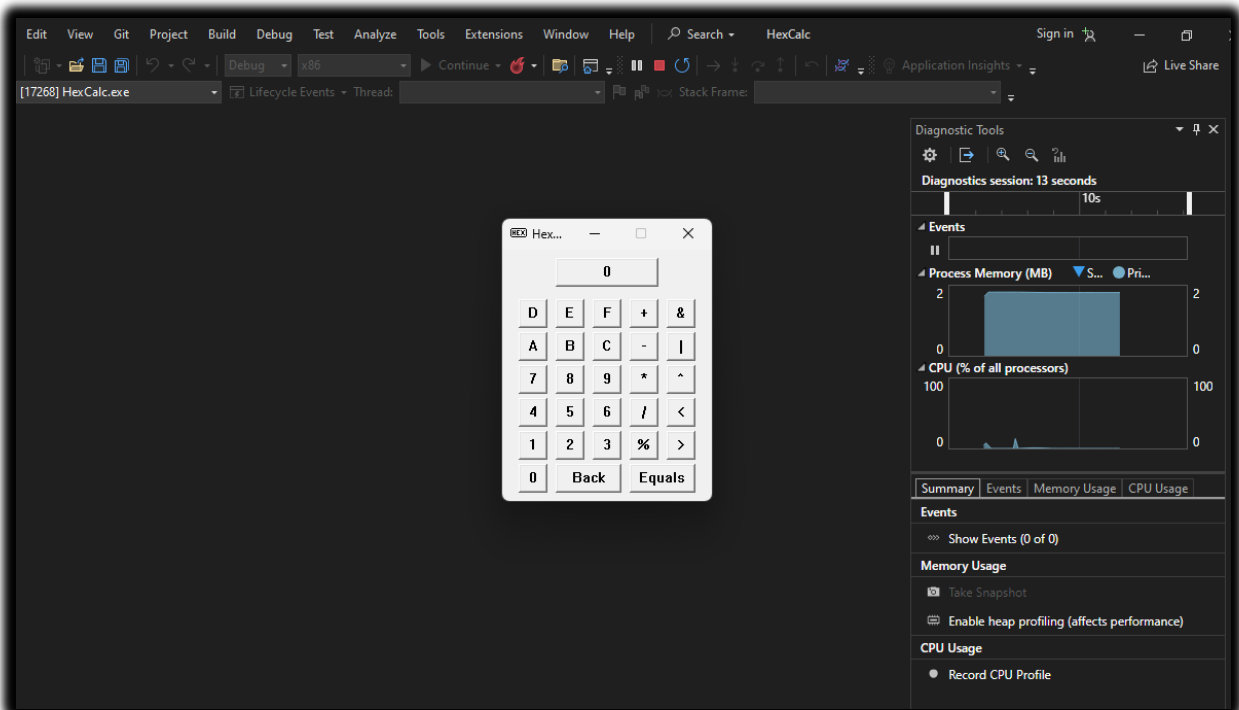 Edit View Git Project Build Debug Test Analyze Tools Extensions Window Help Search HexCalc Sign in
Debug x86 Continue Application Insights Live Share
[17268] HexCalc.exe Lifecycle Events Thread: Stack Frame:
Diagnostic Tools
Diagnostics session: 13 seconds
10s
Events
Process Memory (MB) S... Pri...
2 2
0 0
CPU (% of all processors)
100 100
0 0
Summary Events Memory Usage CPU Usage
Events
Show Events (0 of 0)
Memory Usage
Take Snapshot
Enable heap profiling (affects performance)
CPU Usage
Record CPU Profile
HEX Hex...
0
D E F + &
A B C - |
7 8 9 * ^
4 5 6 / <
1 2 3 % >
0 Back Equals